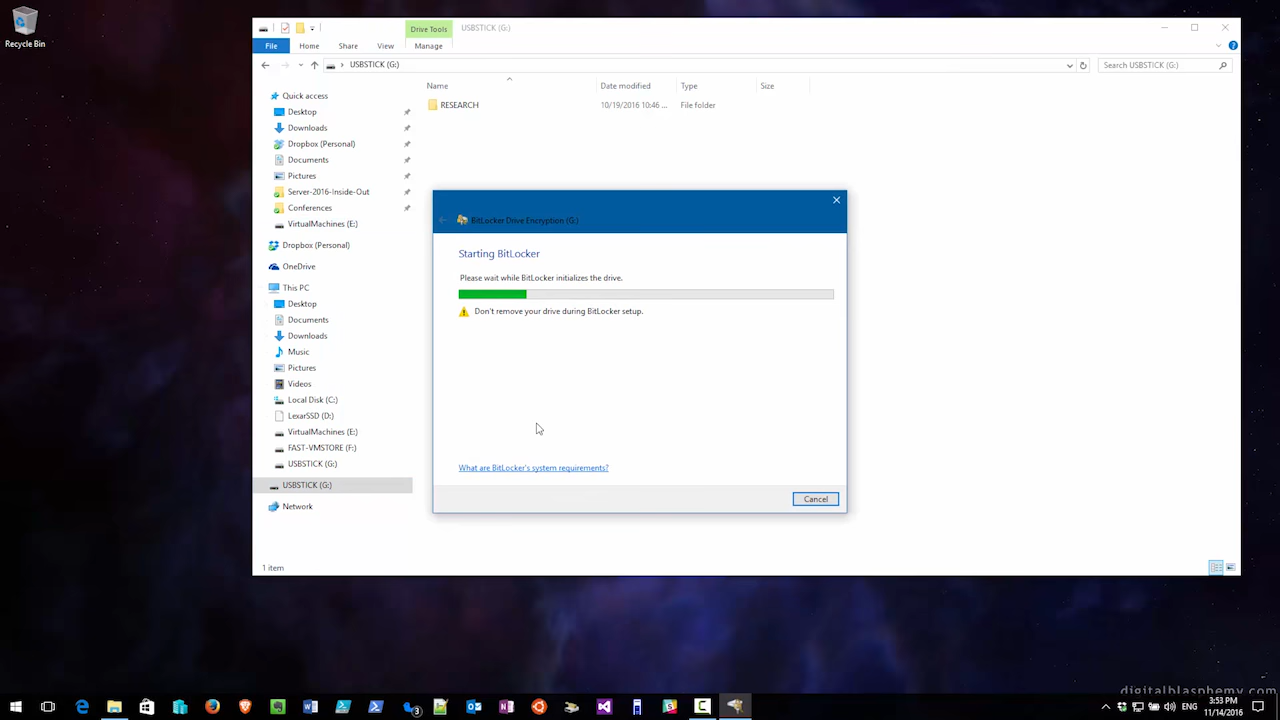 Recycle Bin
Drive Tools
USBSTICK (G:)
File
Home
Share
View
Manage
USBSTICK (G:)
Search USBSTICK (G:)
Name
Date modified
Type
Size
RESEARCH
10/19/2016 10:46 ...
File folder
Quick access
Desktop
Downloads
Dropbox (Personal)
Documents
Pictures
Server-2016-Inside-Out
Conferences
VirtualMachines (E:)
Dropbox (Personal)
OneDrive
This PC
Desktop
Documents
Downloads
Music
Pictures
Videos
Local Disk (C:)
LexarSSD (D:)
VirtualMachines (E:)
FAST-VMSTORE (F:)
USBSTICK (G:)
USBSTICK (G:)
Network
1 item
BitLocker Drive Encryption (G:)
Starting BitLocker
Please wait while BitLocker initializes the drive.
Don't remove your drive during BitLocker setup.
What are BitLocker's system requirements?
Cancel
digitalblasphemy.com
3
3:53 PM
11/14/2016